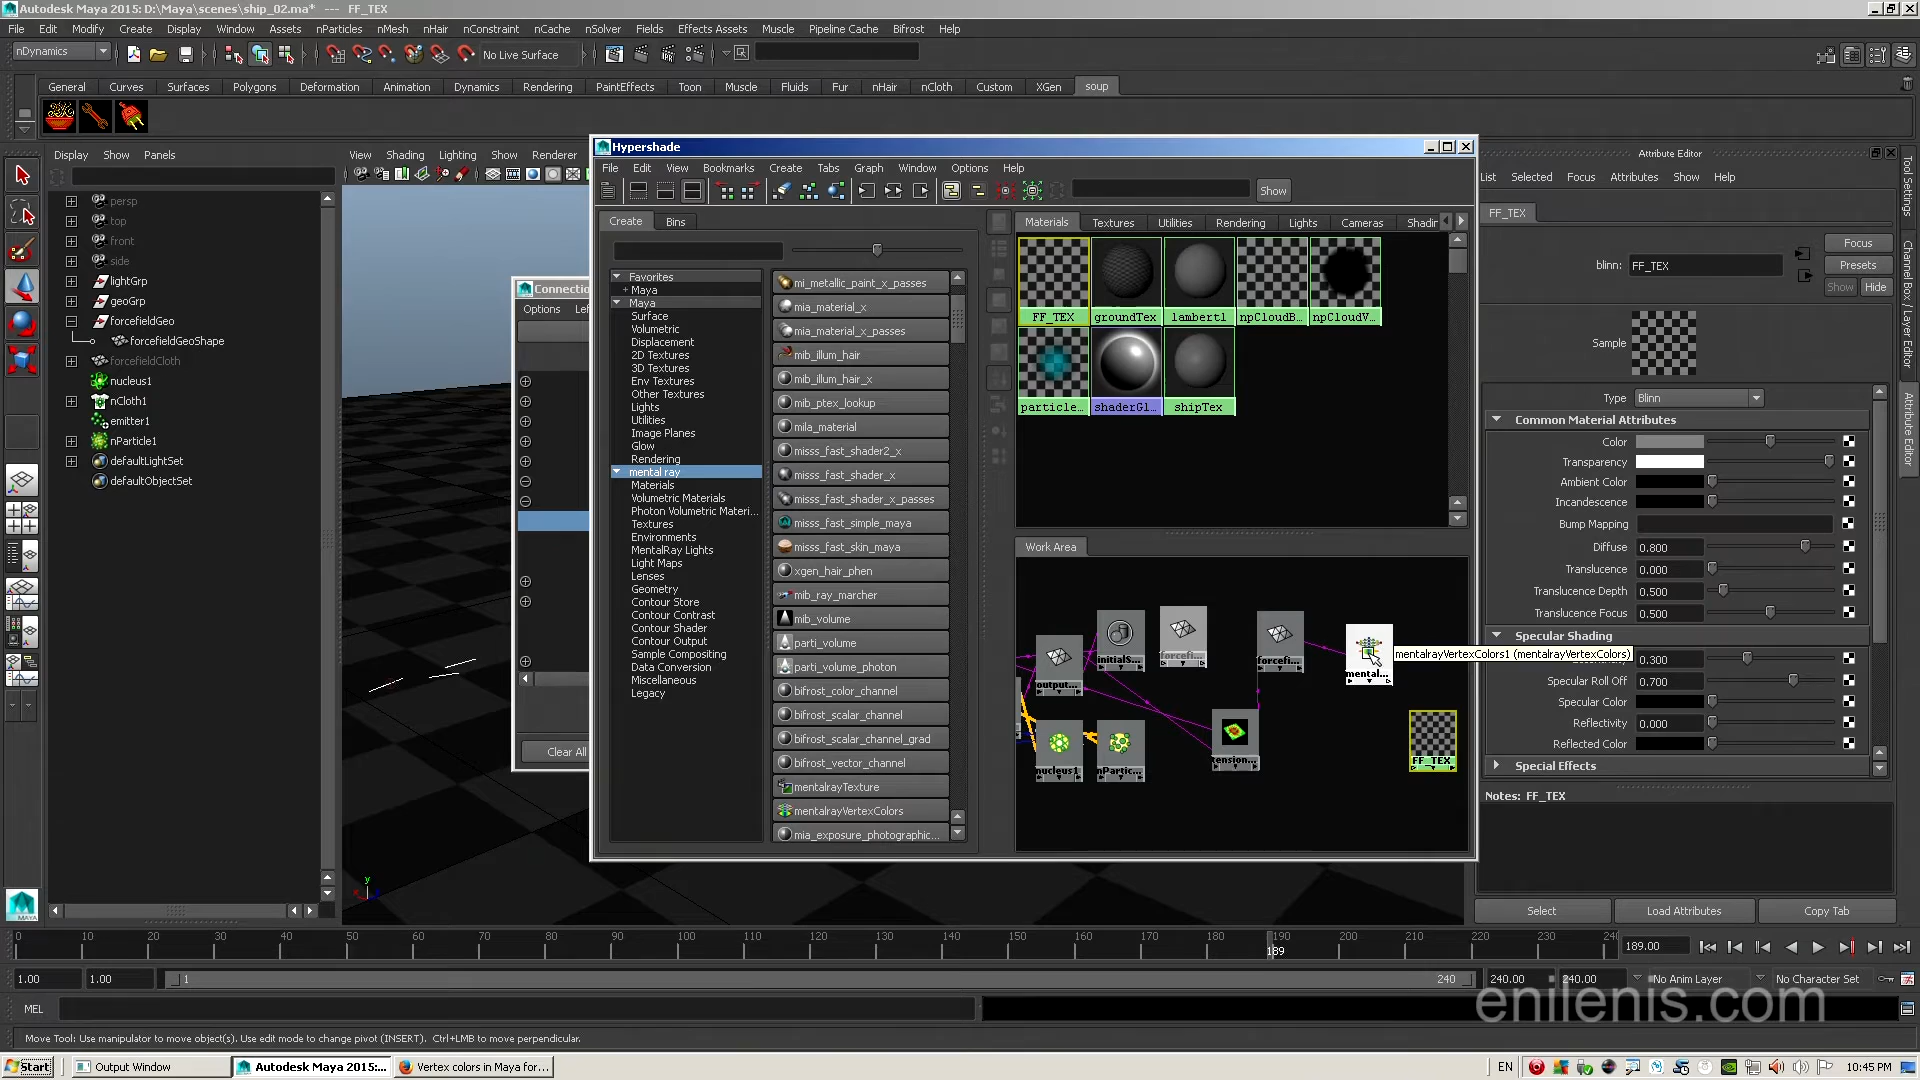 Autodesk Maya 2015: D:\Maya\scenes\ship_02.ma* --- FF_TEX
File Edit Modify Create Display Window Assets nParticles nMesh nHair nConstraint nCache nSolver Fields Effects Assets Muscle Pipeline Cache Bifrost Help
nDynamics No Live Surface
General Curves Surfaces Polygons Deformation Animation Dynamics Rendering PaintEffects Toon Muscle Fluids Fur nHair nCloth Custom XGen soup
Display Show Panels
persp
top
front
side
lightGrp
geoGrp
forcefieldGeo
forcefieldGeoShape
forcefieldCloth
nucleus1
nCloth1
emitter1
nParticle1
defaultLightSet
defaultObjectSet
View Shading Lighting Show Renderer
Connection
Options
Clear All
Hypershade
File Edit View Bookmarks Create Tabs Graph Window Options Help
Show
Create Bins
Favorites
Maya
Maya
Surface
Volumetric
Displacement
2D Textures
3D Textures
Env Textures
Other Textures
Lights
Utilities
Image Planes
Glow
Rendering
mental ray
Materials
Volumetric Materials
Photon Volumetric Materi...
Textures
Environments
MentalRay Lights
Light Maps
Lenses
Geometry
Contour Store
Contour Contrast
Contour Shader
Contour Output
Sample Compositing
Data Conversion
Miscellaneous
Legacy
mi_metallic_paint_x_passes
mia_material_x
mia_material_x_passes
mib_illum_hair
mib_illum_hair_x
mib_ptex_lookup
mila_material
misss_fast_shader2_x
misss_fast_shader_x
misss_fast_shader_x_passes
misss_fast_simple_maya
misss_fast_skin_maya
xgen_hair_phen
mib_ray_marcher
mib_volume
parti_volume
parti_volume_photon
bifrost_color_channel
bifrost_scalar_channel
bifrost_scalar_channel_grad
bifrost_vector_channel
mentalrayTexture
mentalrayVertexColors
mia_exposure_photographic...
Materials Textures Utilities Rendering Lights Cameras Shadin
FF_TEX groundTex lambert1 npCloudB... npCloudV...
particle... shaderGl... shipTex
Work Area
output... initialS... forcefi... forcefi... mental...
nucleus1 nPartic... tension... FF_TEX
mentalrayVertexColors1 (mentalrayVertexColors)
Attribute Editor
List Selected Focus Attributes Show Help
FF_TEX
blinn: FF_TEX
Focus
Presets
Show Hide
Sample
Type Blinn
Common Material Attributes
Color
Transparency
Ambient Color
Incandescence
Bump Mapping
Diffuse 0.800
Translucence 0.000
Translucence Depth 0.500
Translucence Focus 0.500
Specular Shading
0.300
Specular Roll Off 0.700
Specular Color
Reflectivity 0.000
Reflected Color
Special Effects
Notes: FF_TEX
Select Load Attributes Copy Tab
Tool Settings
Channel Box / Layer Editor
Attribute Editor
0 10 20 30 40 50 60 70 80 90 100 110 120 130 140 150 160 170 180 190 200 210 220 230 240
189
189.00
1.00 1.00 1 240 240.00 240.00 No Anim Layer No Character Set
MEL
enilenis.com
Move Tool: Use manipulator to move object(s). Use edit mode to change pivot (INSERT). Ctrl+LMB to move perpendicular.
Start Output Window Autodesk Maya 2015:... Vertex colors in Maya for... EN 10:45 PM